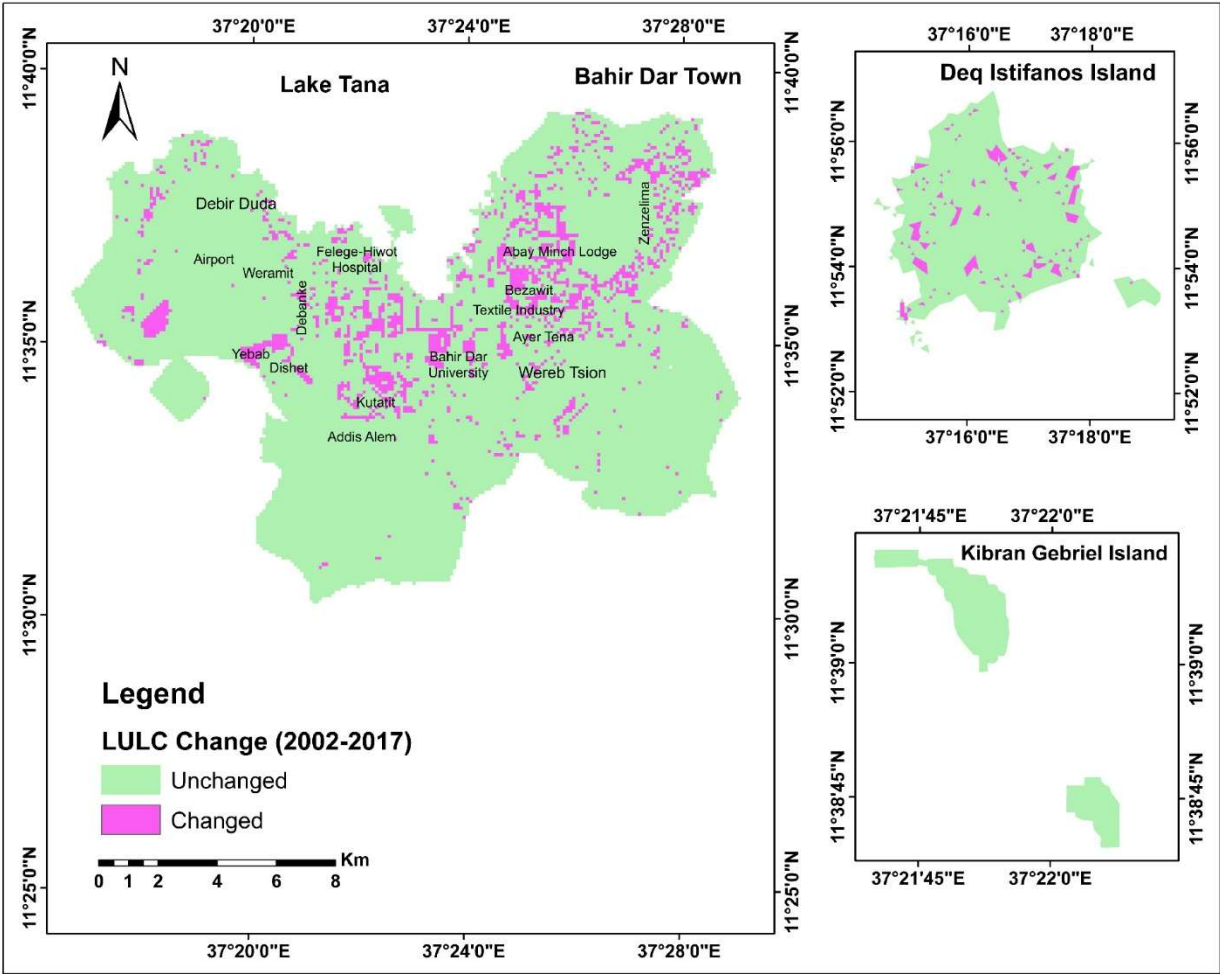 37°20'0"E
37°24'0"E
37°28'0"E
11°40'0"N
11°35'0"N
11°30'0"N
11°25'0"N
N
Lake Tana
Bahir Dar Town
Debir Duda
Airport
Weramit
Felege-Hiwot
Hospital
Debanke
Yebab
Dishet
Kutatit
Addis Alem
Bahir Dar
University
Abay Minch Lodge
Zenzelima
Bezawit
Textile Industry
Ayer Tena
Wereb Tsion
11°40'0"N
11°35'0"N
11°30'0"N
11°25'0"N
Legend
LULC Change (2002-2017)
Unchanged
Changed
Km
0 1 2 4 6 8
37°20'0"E
37°24'0"E
37°28'0"E
37°16'0"E
37°18'0"E
Deq Istifanos Island
11°56'0"N
11°54'0"N
11°52'0"N
11°56'0"N
11°54'0"N
11°52'0"N
37°16'0"E
37°18'0"E
37°21'45"E
37°22'0"E
Kibran Gebriel Island
11°39'0"N
11°38'45"N
11°39'0"N
11°38'45"N
37°21'45"E
37°22'0"E